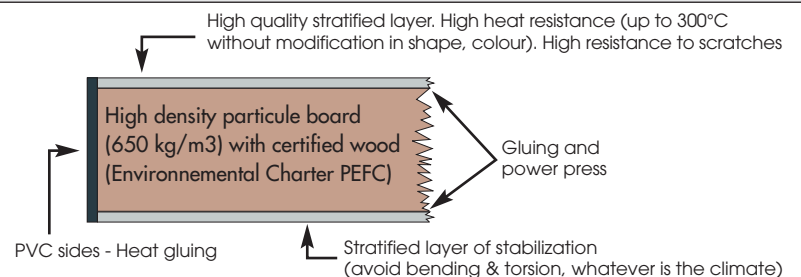 High quality stratified layer. High heat resistance (up to 300°C
without modification in shape, colour). High resistance to scratches
High density particule board
(650 kg/m3) with certified wood
(Environnemental Charter PEFC)
Gluing and
power press
PVC sides - Heat gluing
Stratified layer of stabilization
(avoid bending & torsion, whatever is the climate)